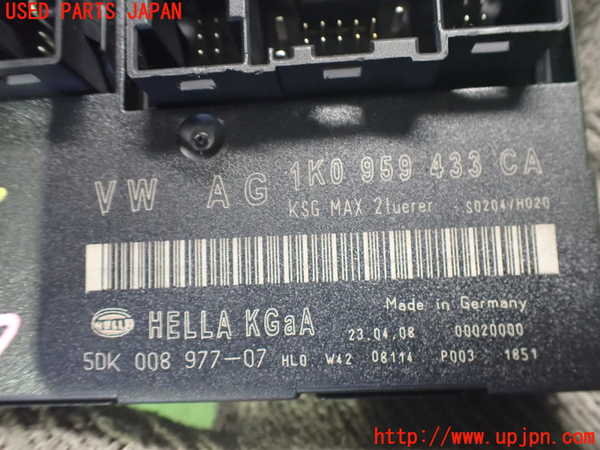 USED PARTS JAPAN
VW AG 1K0 959 433 CA
KSG MAX 2tuerer S0204/H020
HELLA
HELLA KGaA
Made in Germany
23.04.08 00020000
5DK 008 977-07 HL0 W42 08114 P003 1851
http://www.upjpn.com/